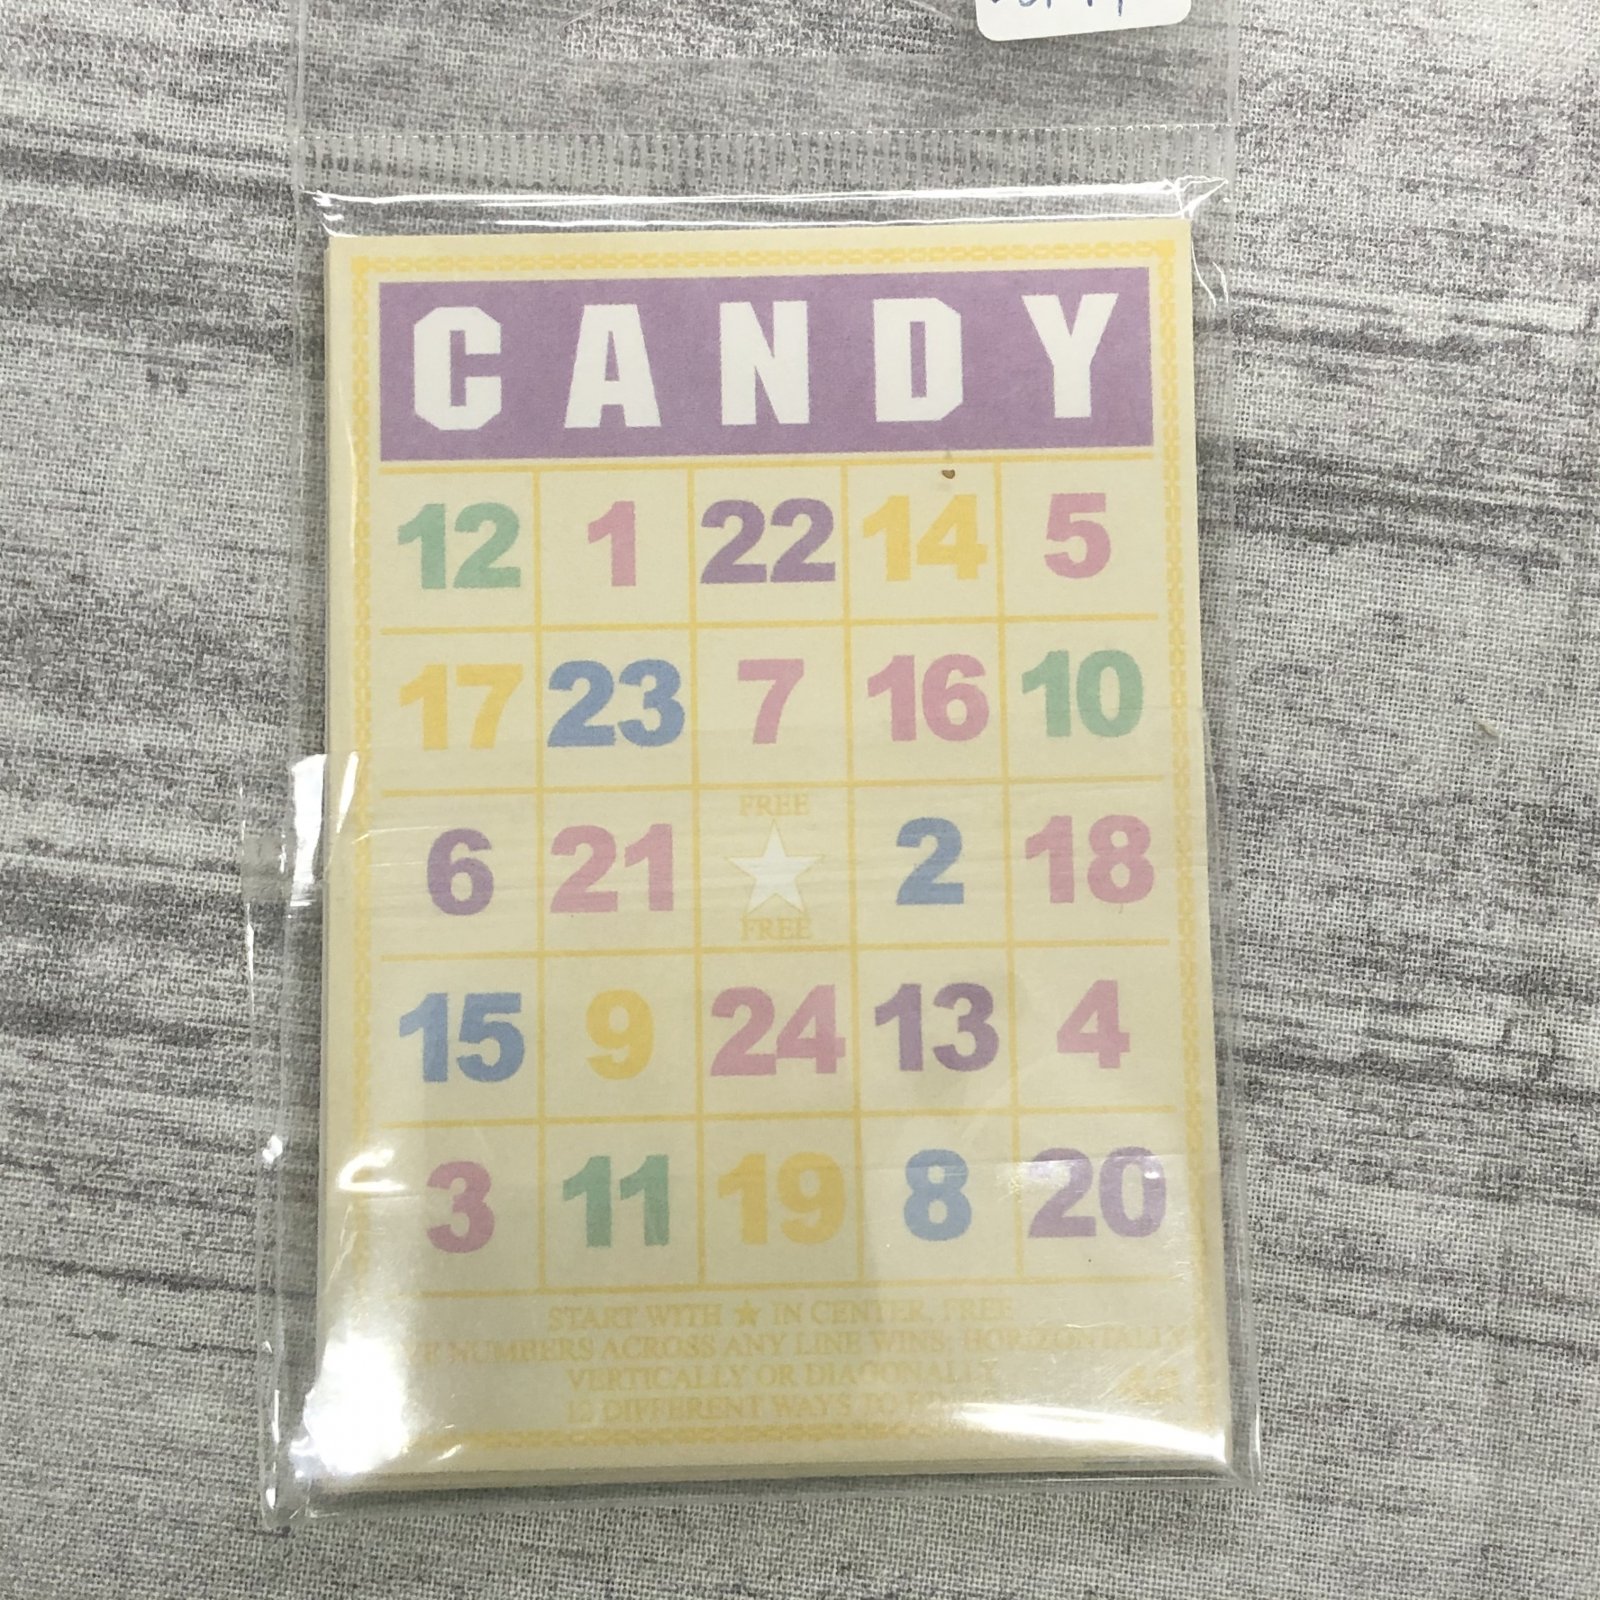 CANDY
12 1 22 14 5
17 23 7 16 10
FREE
6 21 2 18
FREE
15 9 24 13 4
3 11 19 8 20
START WITH ★ IN CENTER, FREE
NUMBERS ACROSS ANY LINE WINS, HORIZONTALLY
VERTICALLY OR DIAGONALLY
12 DIFFERENT WAYS TO